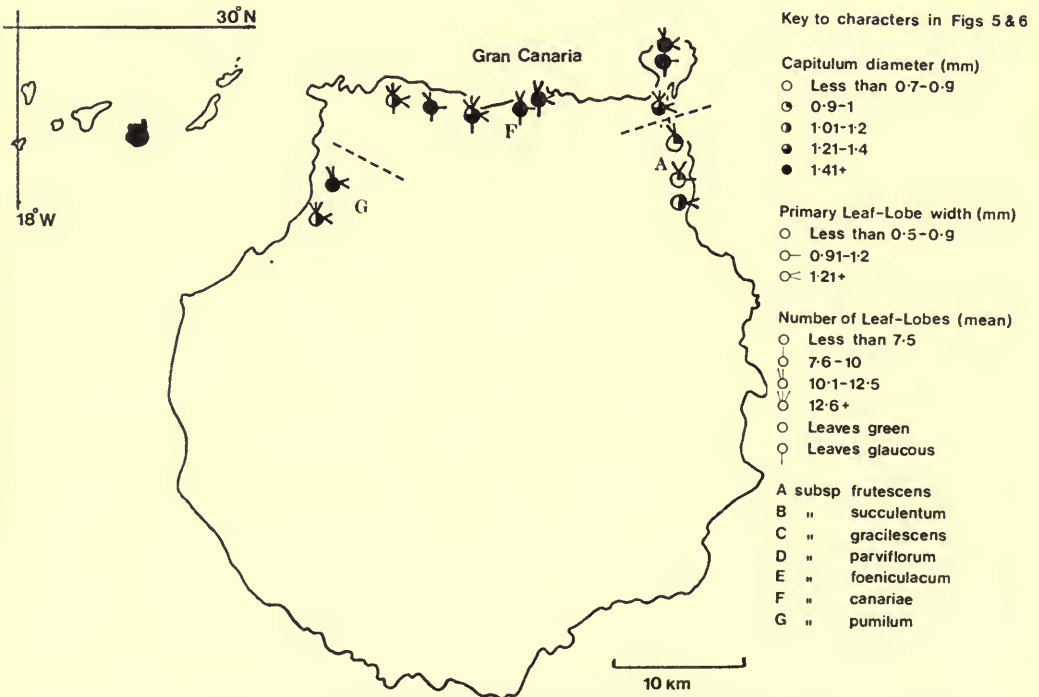 30°N
18°W
Gran Canaria
F
A
G
10 км
Key to characters in Figs 5 & 6
Capitulum diameter (mm)
Less than 0·7-0·9
0·9-1
1·01-1·2
1·21-1·4
1·41+
Primary Leaf-Lobe width (mm)
Less than 0·5-0·9
0·91-1·2
1·21+
Number of Leaf-Lobes (mean)
Less than 7·5
7·6-10
10·1-12·5
12·6+
Leaves green
Leaves glaucous
A subsp frutescens
B " succulentum
C " gracilescens
D " parviflorum
E " foeniculacum
F " canariae
G " pumilum